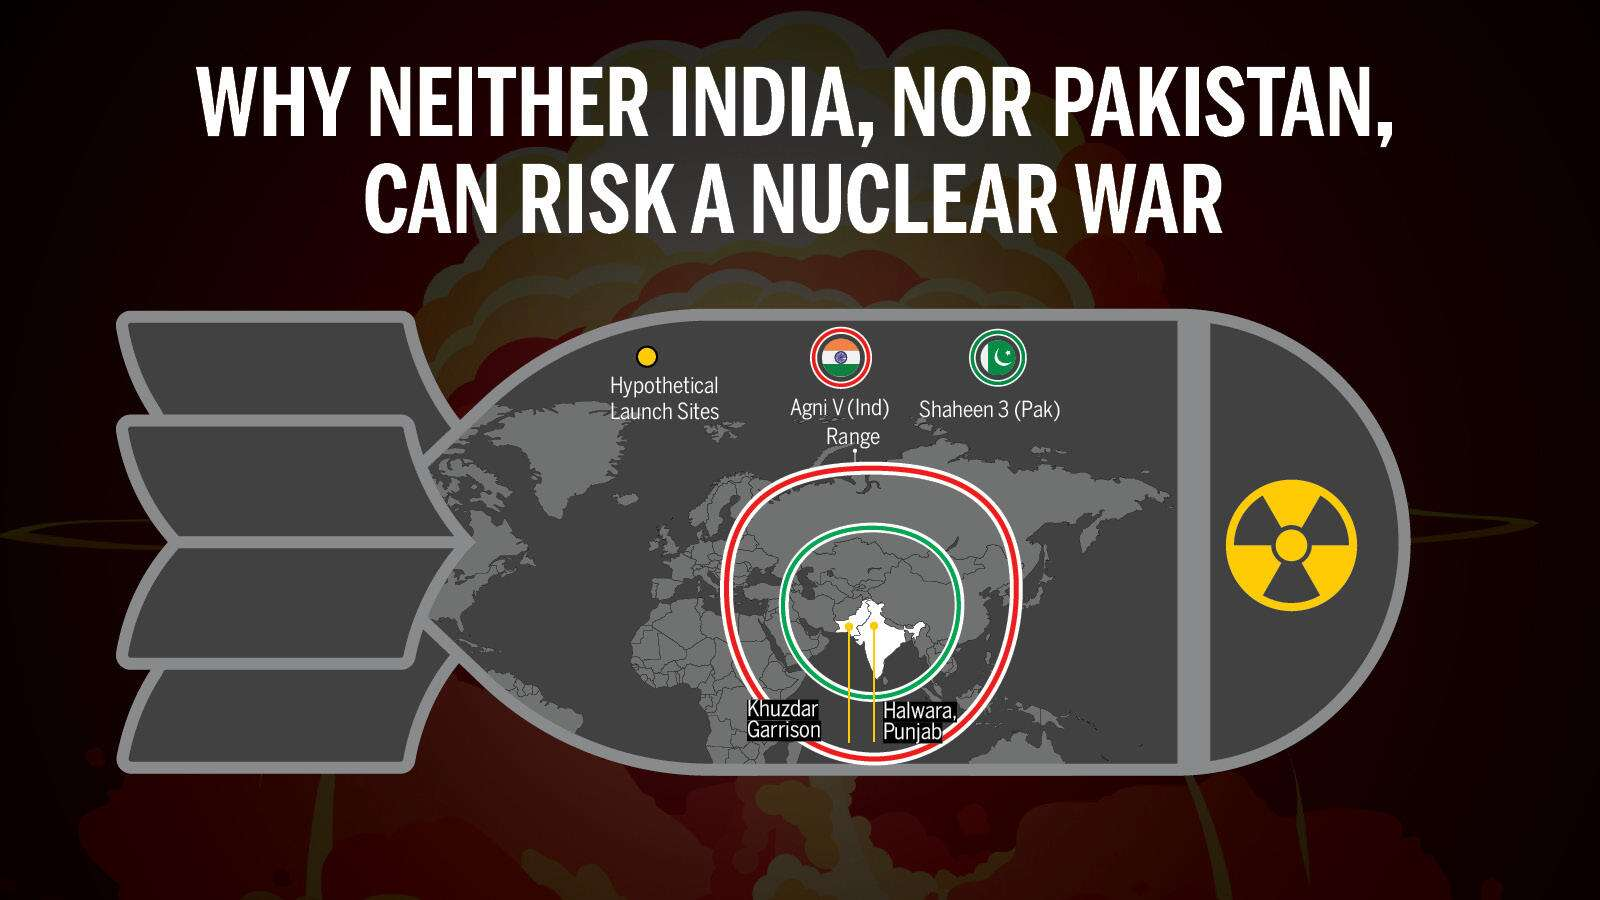 WHY NEITHER INDIA, NOR PAKISTAN,
CAN RISK A NUCLEAR WAR
Hypothetical
Launch Sites
Agni V (Ind)
Range
Shaheen 3 (Pak)
Khuzdar
Garrison
Halwara,
Punjab